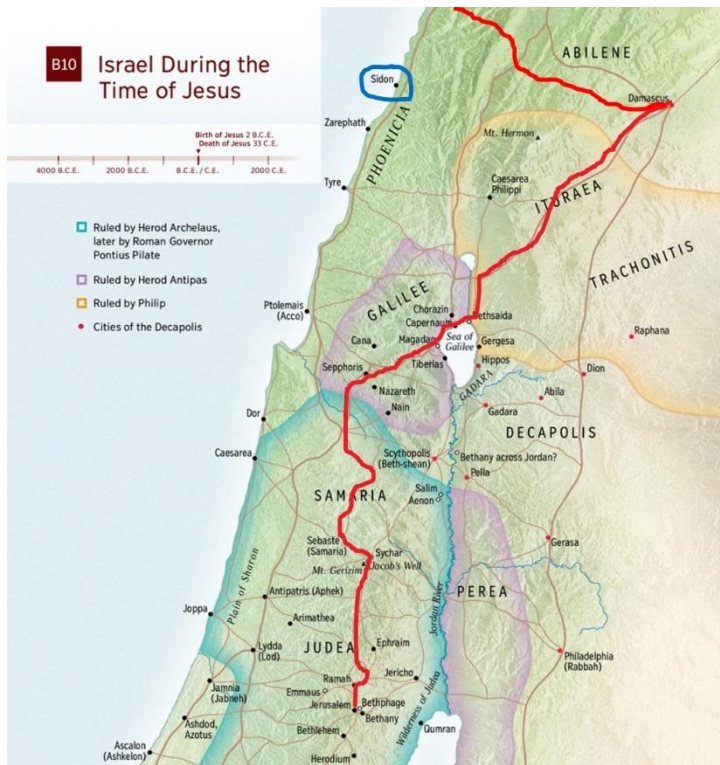 B10
Israel During the
Time of Jesus
Birth of Jesus 2 B.C.E.
Death of Jesus 33 C.E.
4000 B.C.E.
2000 B.C.E.
B.C.E. / C.E.
2000 C.E.
Ruled by Herod Archelaus,
later by Roman Governor
Pontius Pilate
Ruled by Herod Antipas
Ruled by Philip
Cities of the Decapolis
ABILENE
Sidon
Damascus
Zarephath
PHOENICIA
Mt. Hermon
Tyre
Caesarea
Philippi
ITURAEA
TRACHONITIS
Ptolemais
(Acco)
GALILEE
Chorazin
Capernaum
Bethsaida
Cana
Magadan
Sea of
Galilee
Gergesa
Raphana
Sepphoris
Tiberias
Hippos
Dion
Nazareth
GADARA
Abila
Nain
Gadara
Dor
DECAPOLIS
Caesarea
Scythopolis
(Beth-shean)
Bethany across Jordan?
Pella
Salim
Aenon
SAMARIA
Sebaste
(Samaria)
Sychar
Gerasa
Mt. Gerizim
Jacob's Well
Plain of Sharon
Antipatris (Aphek)
PEREA
Jordan River
Joppa
Arimathea
Lydda
(Lod)
JUDEA
Ephraim
Philadelphia
(Rabbah)
Ramah
Jericho
Jamnia
(Jabneh)
Emmaus
Jerusalem
Bethphage
Bethany
Wilderness of Judea
Ashdod,
Azotus
Bethlehem
Qumran
Ascalon
(Ashkelon)
Herodium